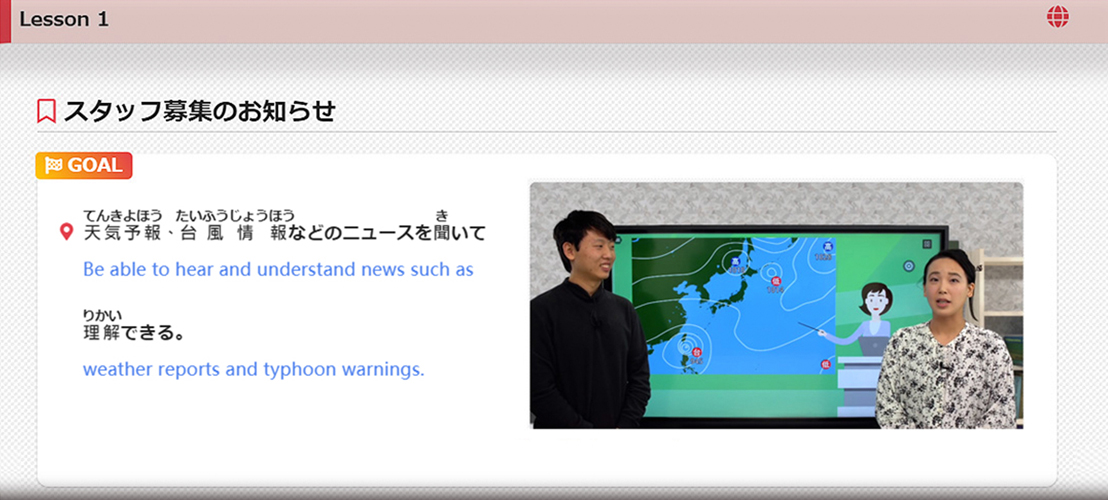 Lesson 1
スタッフ募集のお知らせ
GOAL
てんきよほう たいふうじょうほう き
天気予報、台風情報などのニュースを聞いて
Be able to hear and understand news such as
りかい
理解できる。
weather reports and typhoon warnings.
高
高
低
台
低